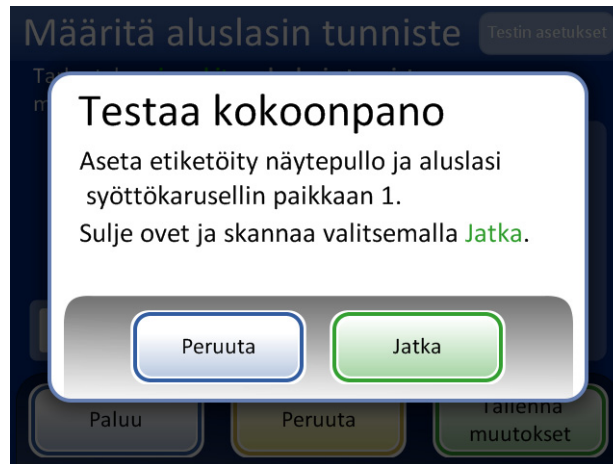 Määritä aluslasin tunniste
Testin asetukset
Testaa kokoonpano
Aseta etiketöity näytepullo ja aluslasi
syöttökarusellin paikkaan 1.
Sulje ovet ja skannaa valitsemalla Jatka.
Peruuta
Jatka
Paluu
Peruuta
Tallenna
muutokset